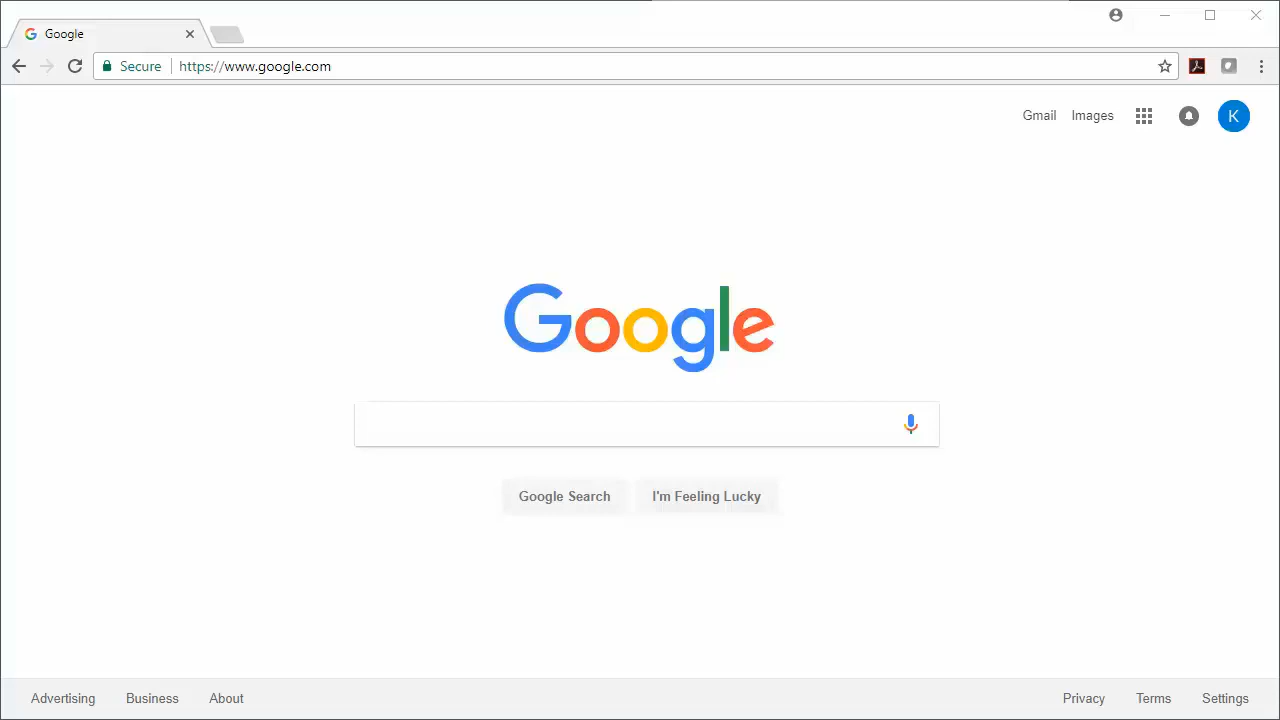 Google
Secure https://www.google.com
Gmail Images K
Google
Google Search I'm Feeling Lucky
Advertising Business About Privacy Terms Settings